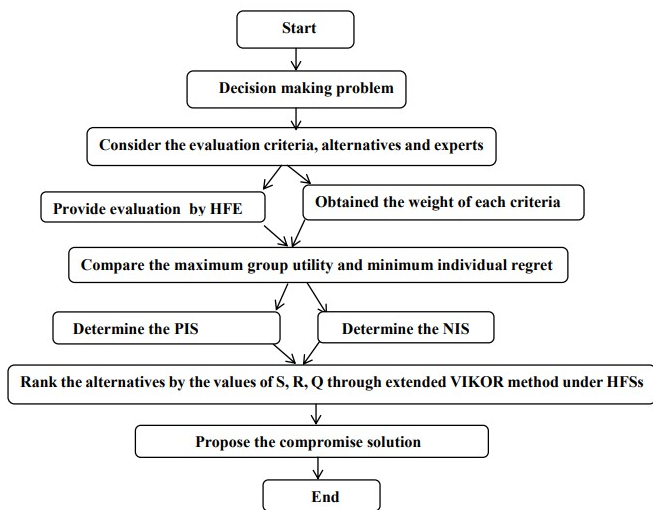 Start
Decision making problem
Consider the evaluation criteria, alternatives and experts
Provide evaluation by HFE
Obtained the weight of each criteria
Compare the maximum group utility and minimum individual regret
Determine the PIS
Determine the NIS
Rank the alternatives by the values of S, R, Q through extended VIKOR method under HFSs
Propose the compromise solution
End